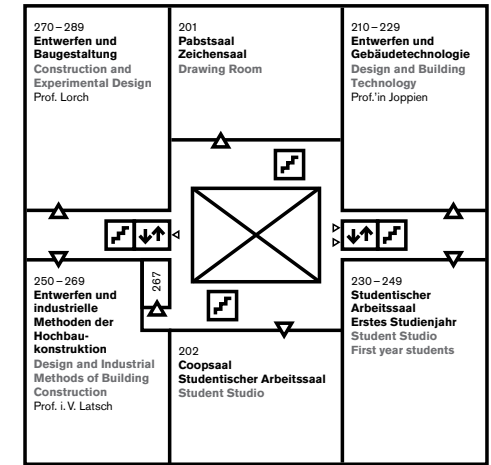 270 – 289
Entwerfen und
Baugestaltung
Construction and
Experimental Design
Prof. Lorch
201
Pabstsaal
Zeichensaal
Drawing Room
210 – 229
Entwerfen und
Gebäudetechnologie
Design and Building
Technology
Prof.'in Joppien
250 – 269
Entwerfen und
industrielle
Methoden der
Hochbau-
konstruktion
Design and Industrial
Methods of Building
Construction
Prof. i. V. Latsch
267
202
Coopsaal
Studentischer Arbeitssaal
Student Studio
230 – 249
Studentischer
Arbeitssaal
Erstes Studienjahr
Student Studio
First year students